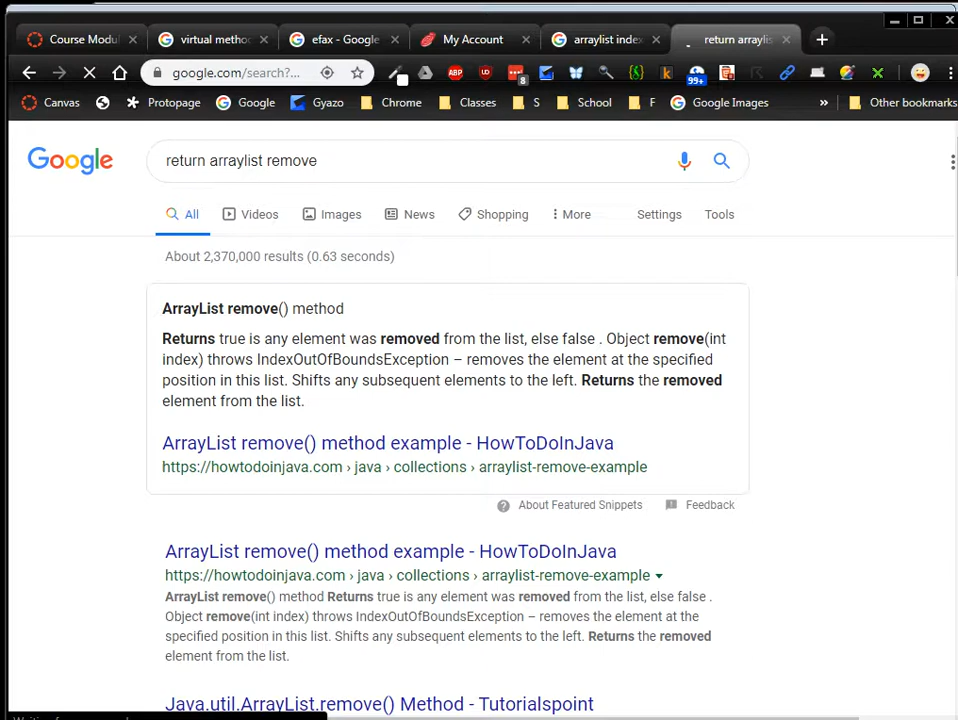 Course Modul
virtual metho
efax - Google
My Account
arraylist inde
return arraylis
google.com/search?...
ABP
UD
8
99+
Canvas
Protopage
Google
Gyazo
Chrome
Classes
S
School
F
Google Images
»
Other bookmarks
Google
return arraylist remove
All
Videos
Images
News
Shopping
More
Settings
Tools
About 2,370,000 results (0.63 seconds)
ArrayList remove() method
Returns true is any element was removed from the list, else false . Object remove(int
index) throws IndexOutOfBoundsException – removes the element at the specified
position in this list. Shifts any subsequent elements to the left. Returns the removed
element from the list.
ArrayList remove() method example - HowToDoInJava
https://howtodoinjava.com › java › collections › arraylist-remove-example
About Featured Snippets
Feedback
ArrayList remove() method example - HowToDoInJava
https://howtodoinjava.com › java › collections › arraylist-remove-example
ArrayList remove() method Returns true is any element was removed from the list, else false .
Object remove(int index) throws IndexOutOfBoundsException – removes the element at the
specified position in this list. Shifts any subsequent elements to the left. Returns the removed
element from the list.
Java.util.ArrayList.remove() Method - Tutorialspoint